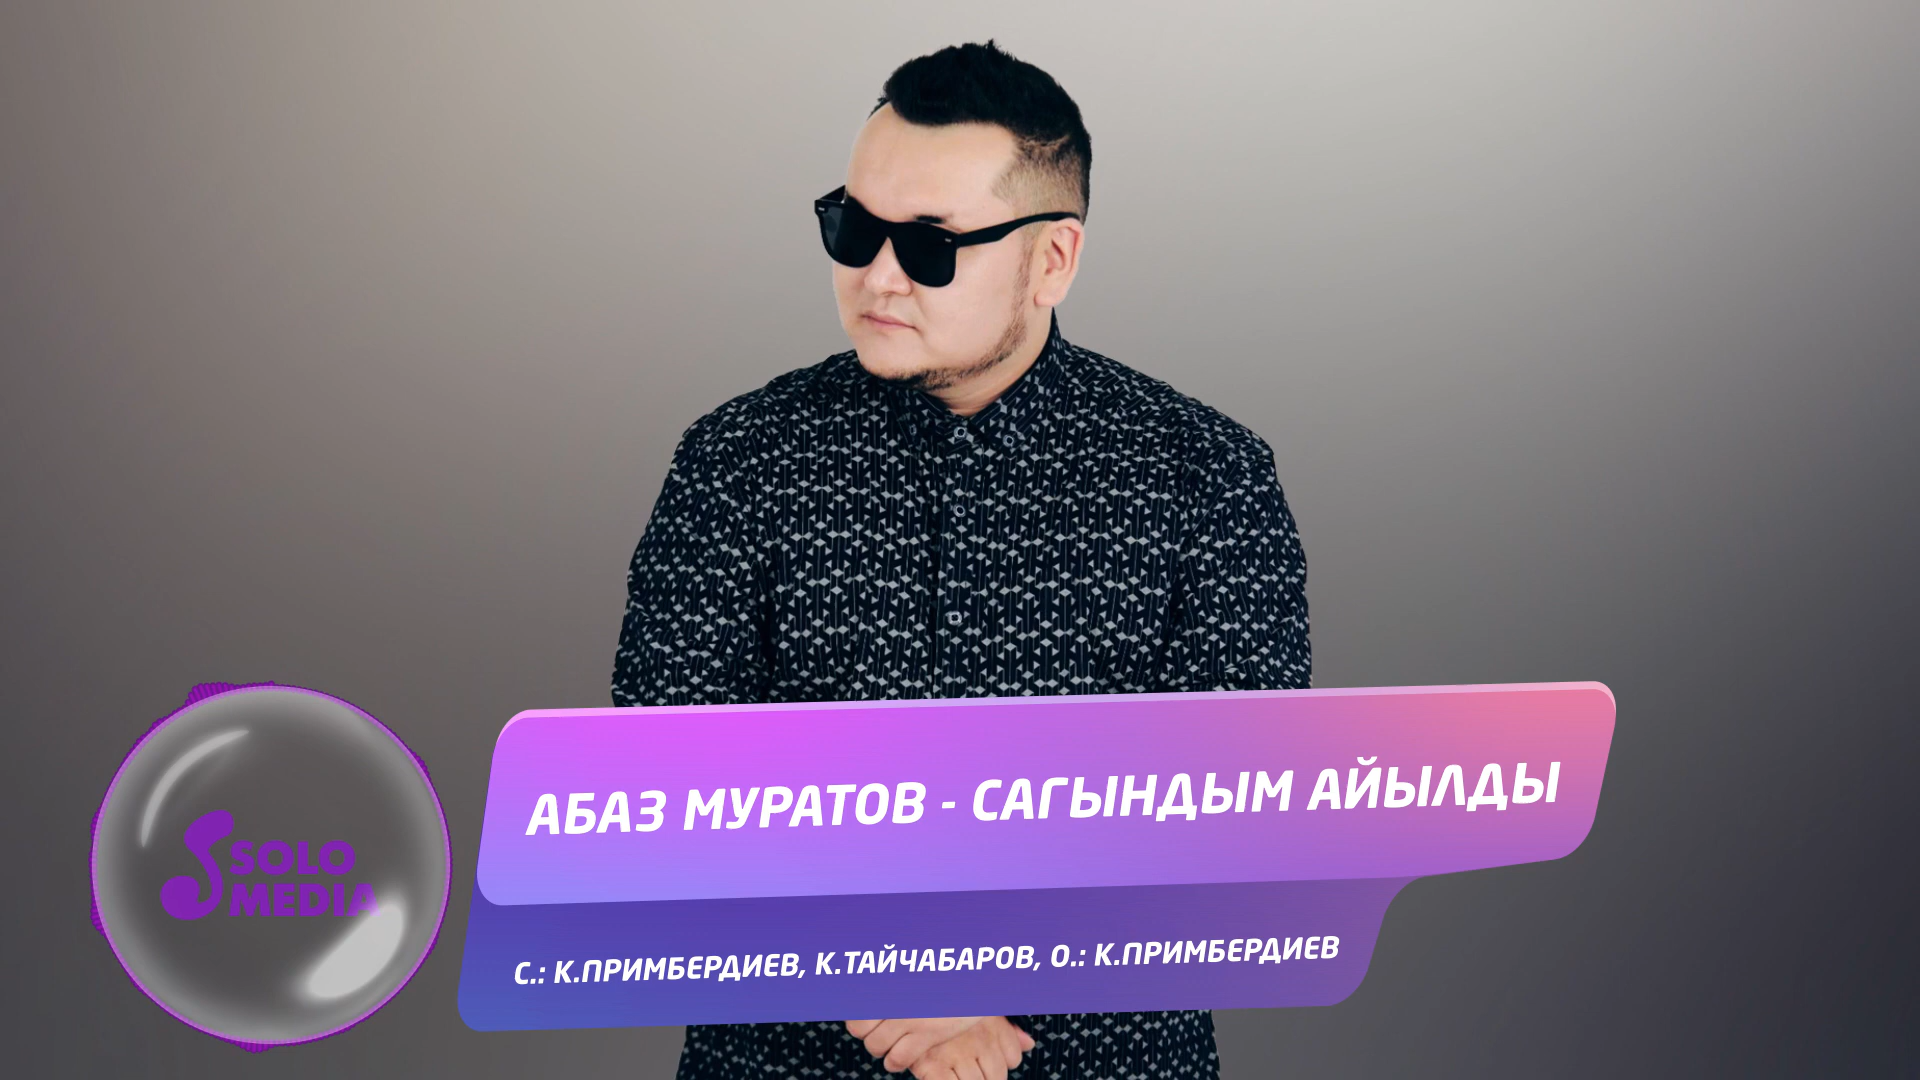 АБАЗ МУРАТОВ - САГЫНДЫМ АЙЫЛДЫ
SOLO
MEDIA
С.: К.ПРИМБЕРДИЕВ, К.ТАЙЧАБАРОВ, О.: К.ПРИМБЕРДИЕВ